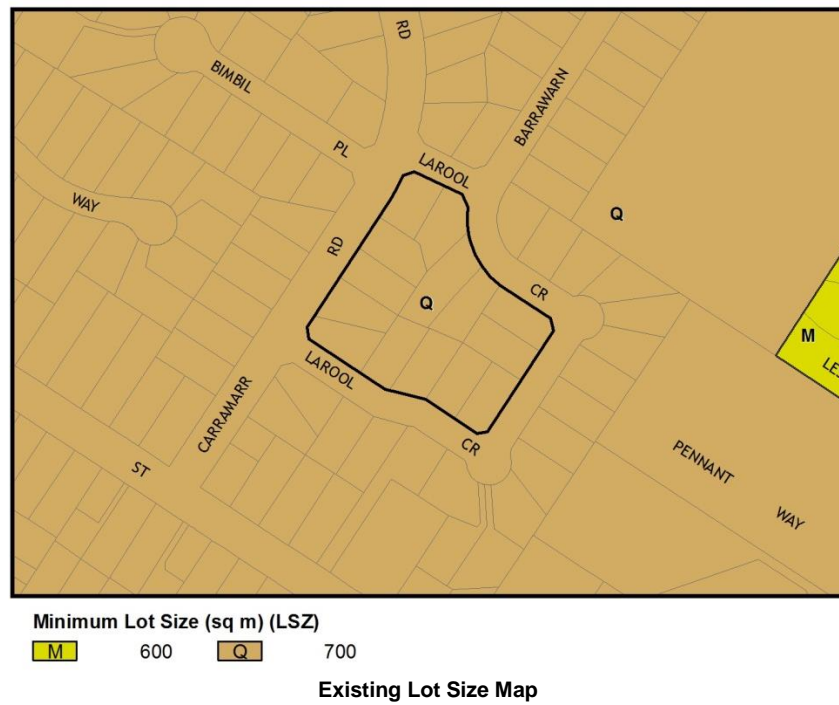 RD
BIMBIL
BARRAWARN
PL
LAROOL
WAY
Q
RD
CR
Q
M
LES
LAROOL
CARRAMARR
CR
PENNANT
ST
WAY
Minimum Lot Size (sq m) (LSZ)
M 600 Q 700
Existing Lot Size Map